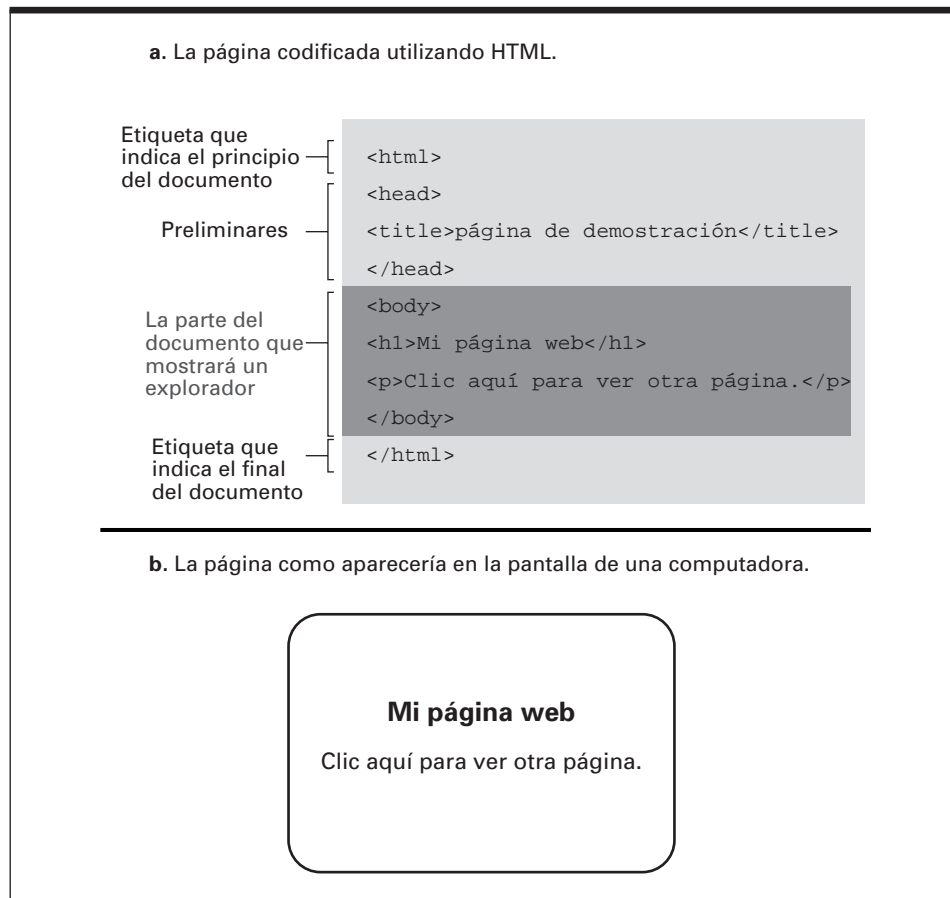 a. La página codificada utilizando HTML.
Etiqueta que
indica el principio
del documento
<html>
Preliminares
<head>
<title>página de demostración</title>
</head>
La parte del
documento que
mostrará un
explorador
<body>
<h1>Mi página web</h1>
<p>Clic aquí para ver otra página.</p>
</body>
Etiqueta que
indica el final
del documento
</html>
b. La página como aparecería en la pantalla de una computadora.
Mi página web
Clic aquí para ver otra página.